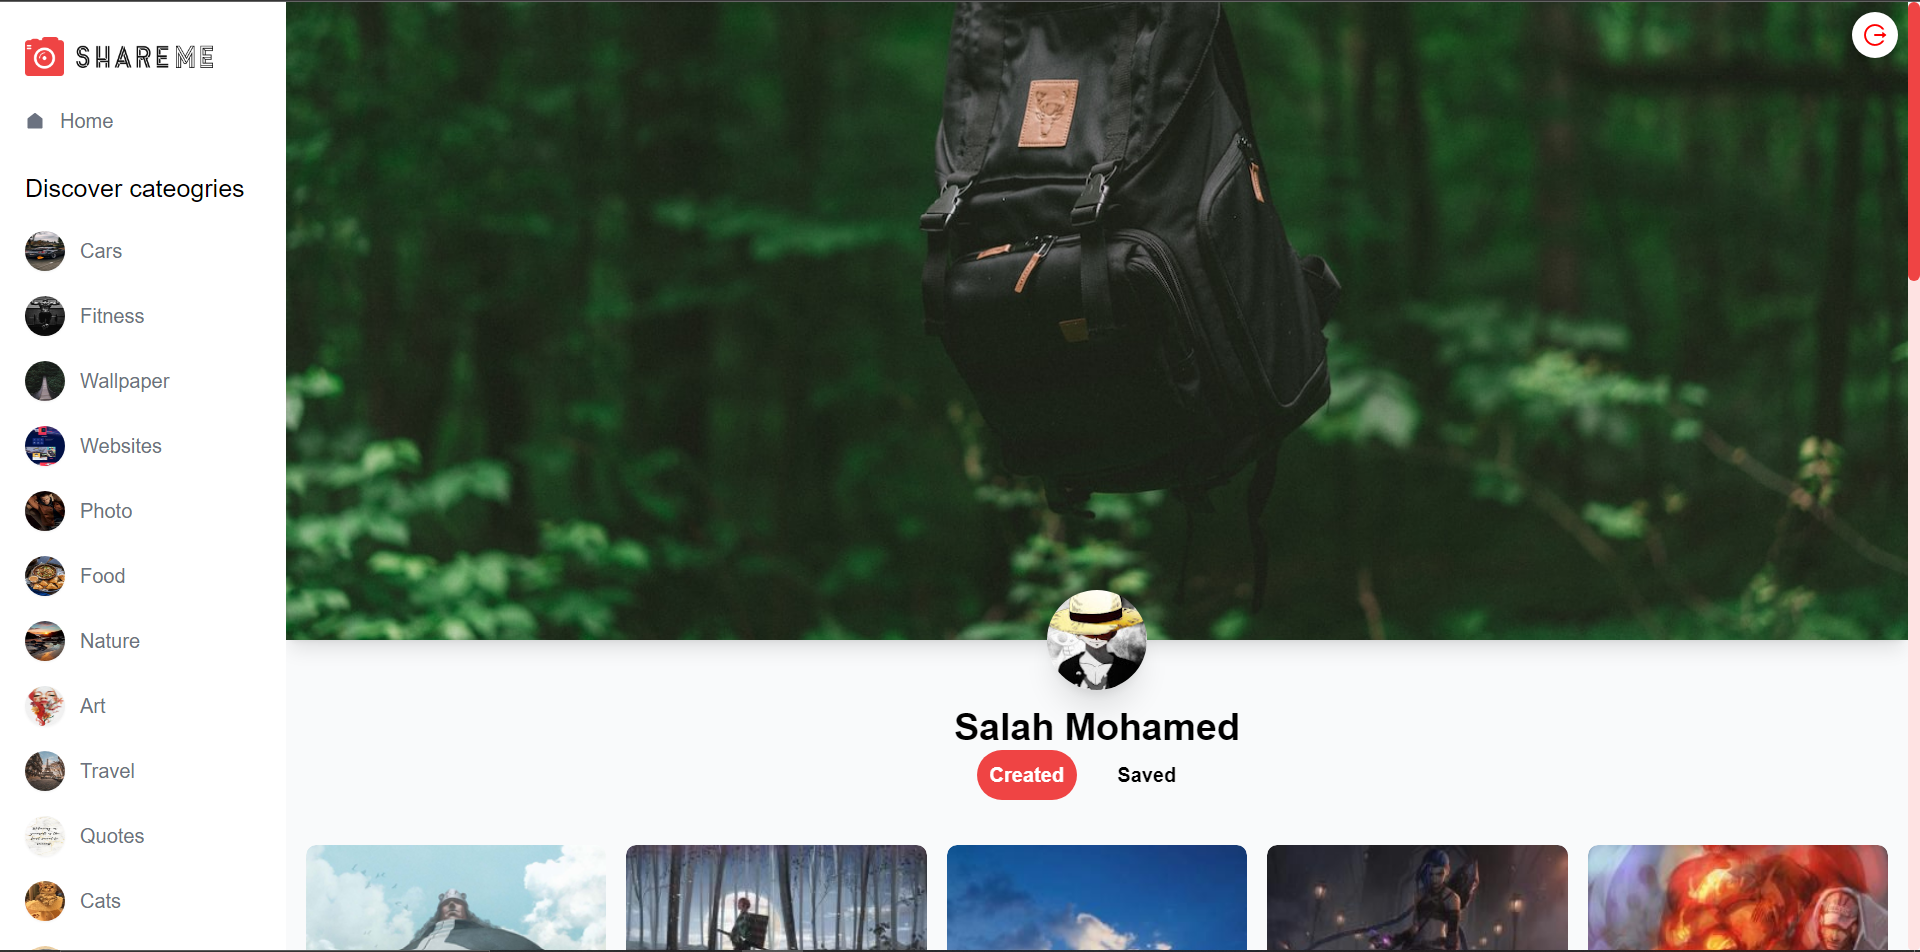 SHAREME
Home
Discover cateogries
Cars
Fitness
Wallpaper
Websites
Photo
Food
Nature
Art
Travel
Quotes
Cats
Salah Mohamed
Created
Saved